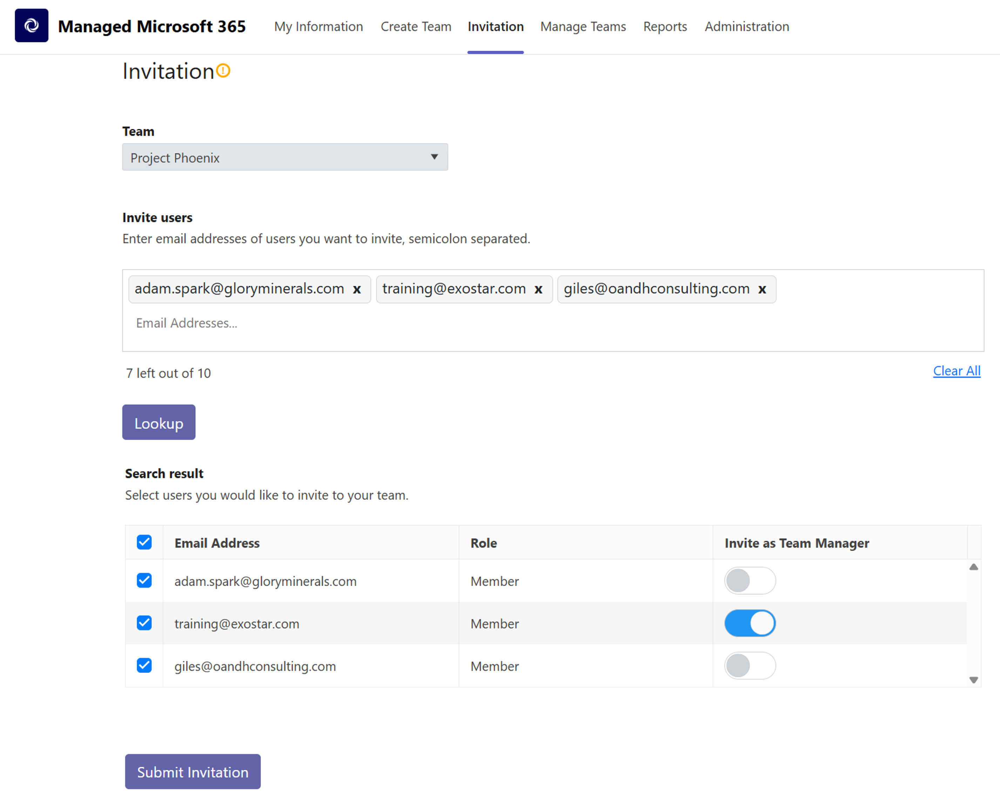 Managed Microsoft 365 My Information Create Team Invitation Manage Teams Reports Administration
Invitation
Team
Project Phoenix
Invite users
Enter email addresses of users you want to invite, semicolon separated.
adam.spark@gloryminerals.com x training@exostar.com x giles@oandhconsulting.com x
Email Addresses...
7 left out of 10 Clear All
Lookup
Search result
Select users you would like to invite to your team.
Email Address Role Invite as Team Manager
adam.spark@gloryminerals.com Member
training@exostar.com Member
giles@oandhconsulting.com Member
Submit Invitation